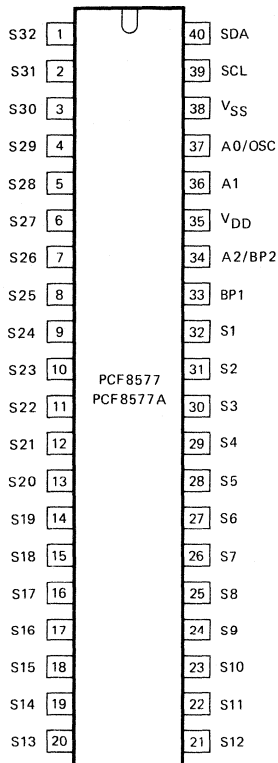 S32 1 40 SDA
S31 2 39 SCL
S30 3 38 VSS
S29 4 37 A0/OSC
S28 5 36 A1
S27 6 35 VDD
S26 7 34 A2/BP2
S25 8 33 BP1
S24 9 32 S1
S23 10 31 S2
PCF8577
PCF8577A
S22 11 30 S3
S21 12 29 S4
S20 13 28 S5
S19 14 27 S6
S18 15 26 S7
S17 16 25 S8
S16 17 24 S9
S15 18 23 S10
S14 19 22 S11
S13 20 21 S12